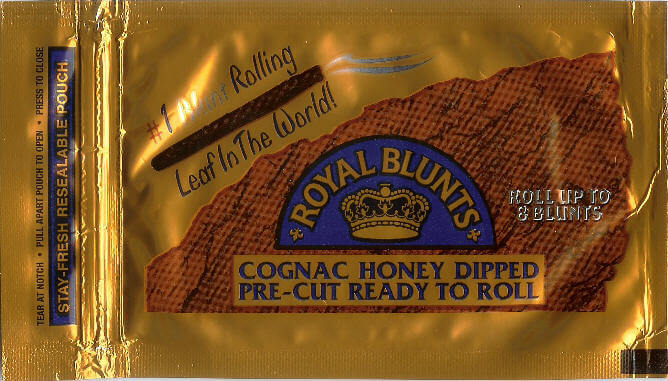 TEAR AT NOTCH • PULL APART POUCH TO OPEN • PRESS TO CLOSE
STAY-FRESH RESEALABLE POUCH
#1 Blunt Rolling
Leaf In The World!
ROYAL BLUNTS
ROLL UP TO
8 BLUNTS
COGNAC HONEY DIPPED
PRE-CUT READY TO ROLL